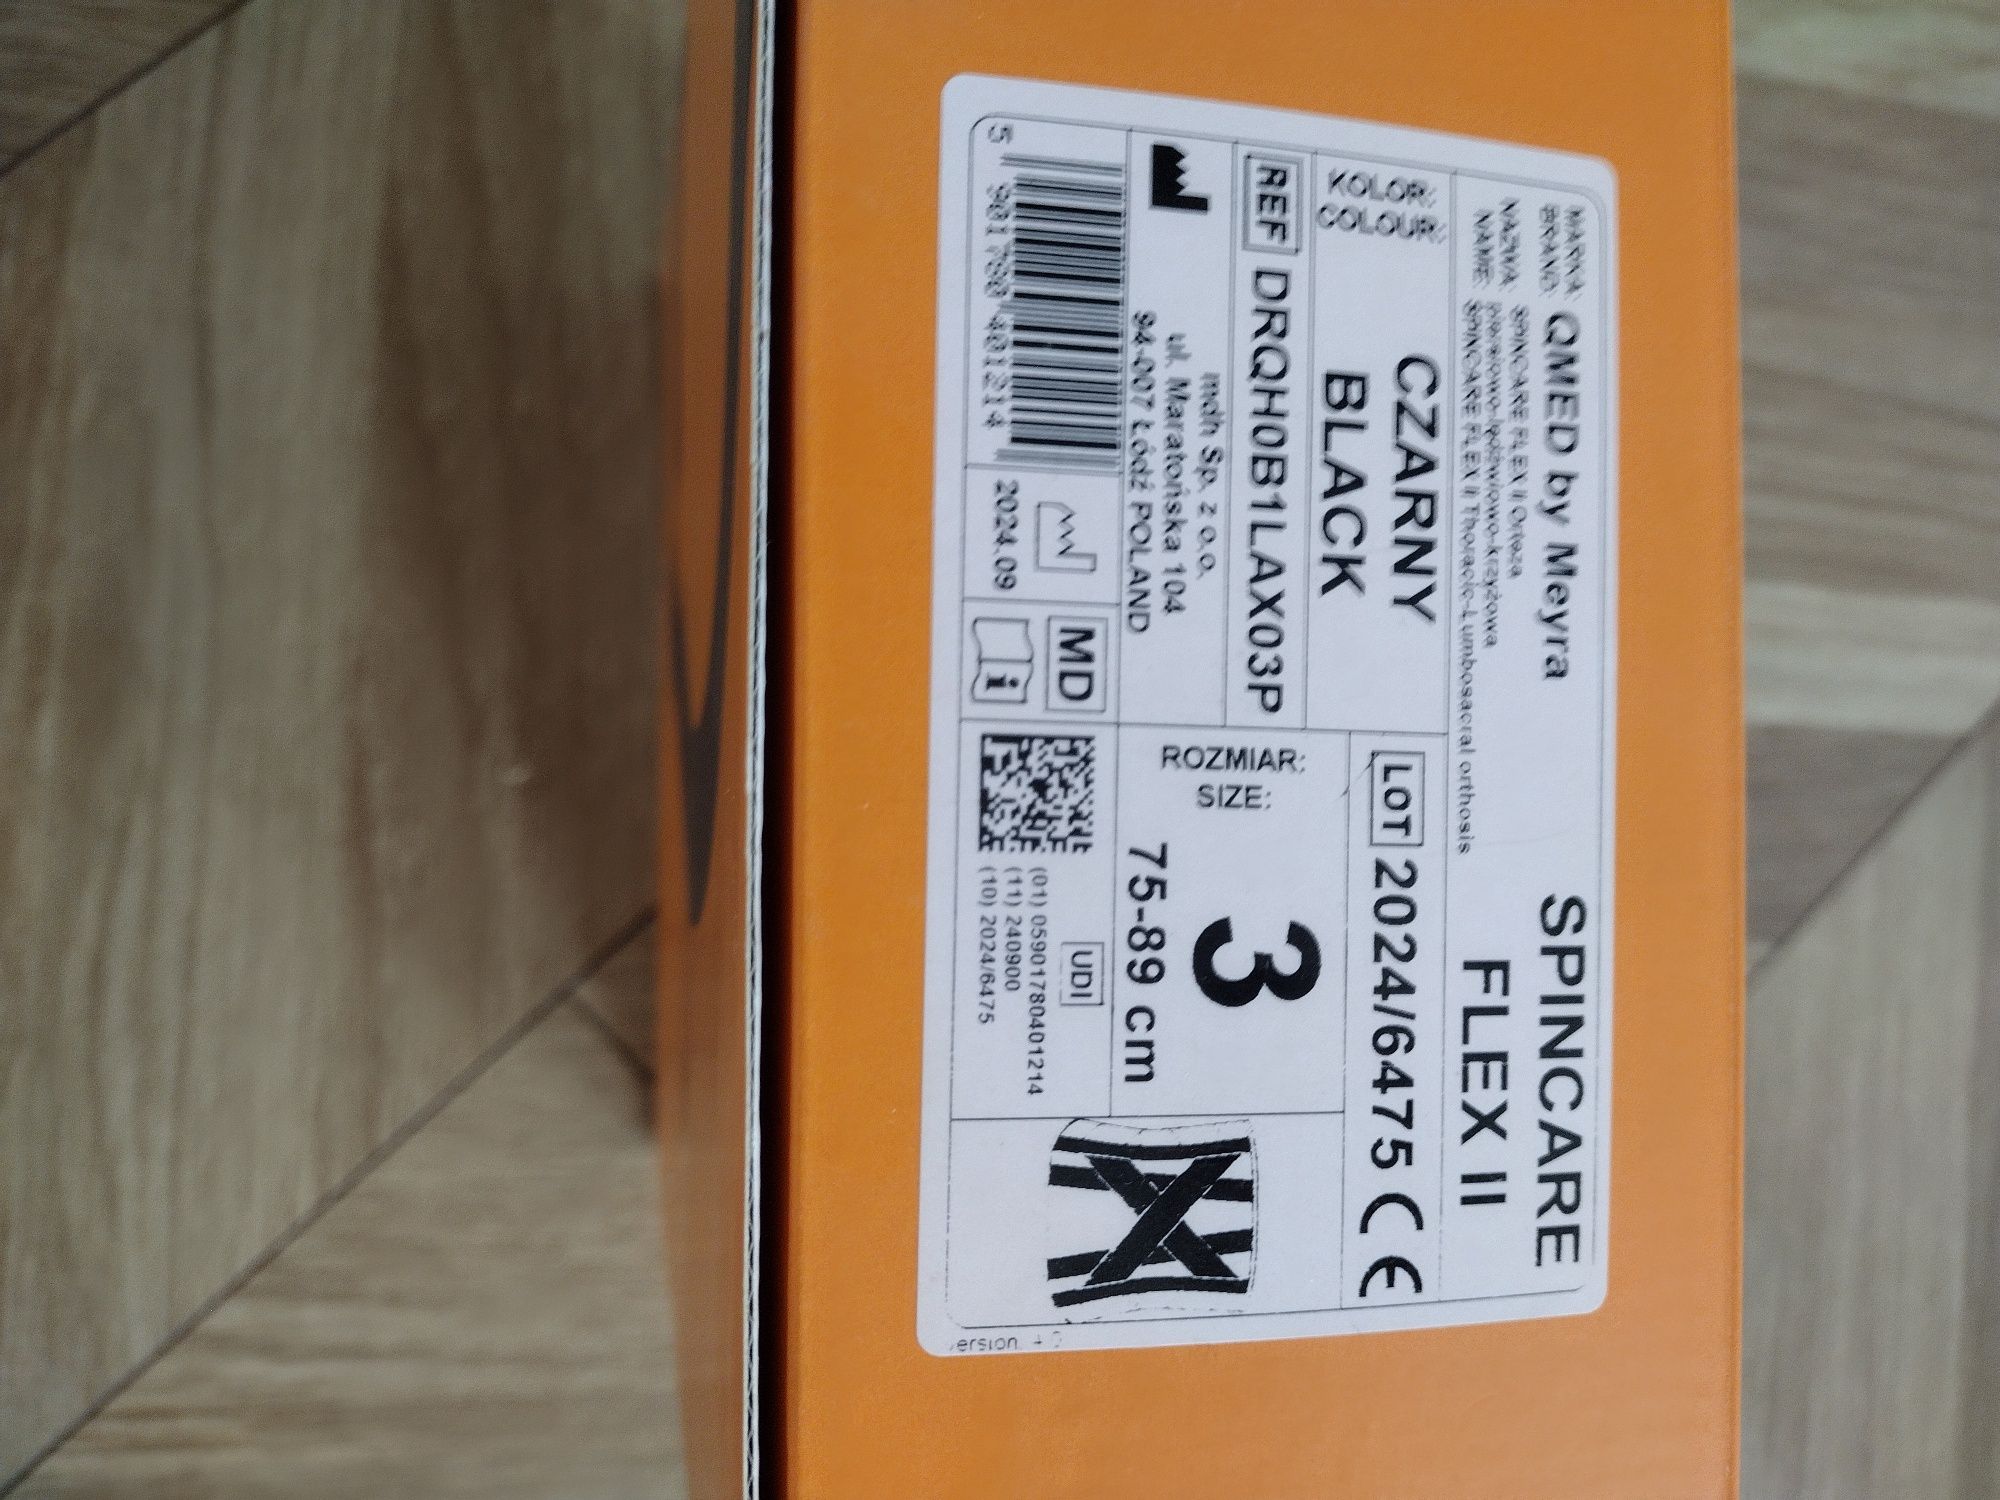 MARKA:
BRAND:
QMED by Meyra
SPINCARE
FLEX II
NAZWA:
SPINCARE FLEX II Orteza
piersiowo-lędźwiowo-krzyżowa
NAME:
SPINCARE FLEX II Thoracic-Lumbosacral orthosis
KOLOR:
COLOUR:
CZARNY
BLACK
LOT 2024/6475 CE
REF DRQH0B1LAX03P
ROZMIAR:
SIZE:
3
75-89 cm
mdh Sp. z o.o.
ul. Maratońska 104
94-007 Łódź POLAND
5 901780 401214
2024.09
MD
i
UDI
(01) 05901780401214
(11) 240900
(10) 2024/6475